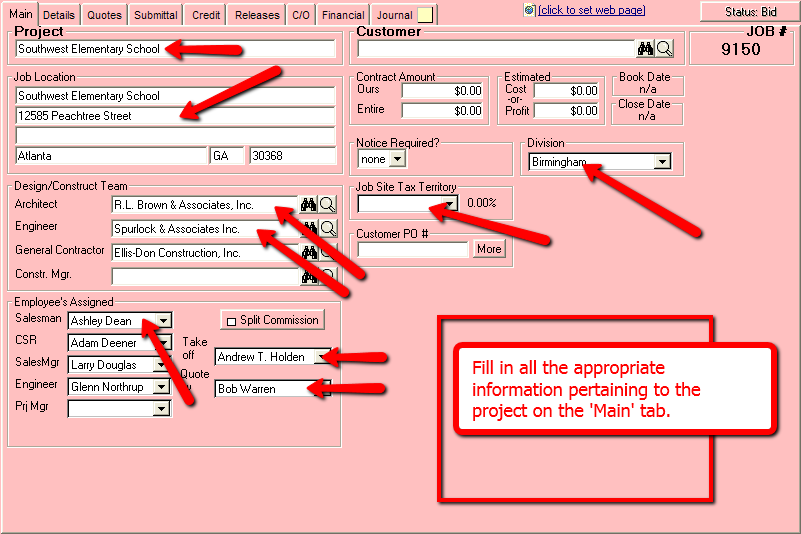 Main Details Quotes Submittal Credit Releases C/O Financial Journal (click to set web page) Status: Bid
Project
Southwest Elementary School
Customer
JOB #
9150
Job Location
Southwest Elementary School
12585 Peachtree Street
Atlanta GA 30368
Contract Amount
Ours $0.00
Entire $0.00
Estimated
Cost $0.00
-or-
Profit $0.00
Book Date
n/a
Close Date
n/a
Notice Required?
none
Division
Birmingham
Design/Construct Team
Architect R.L. Brown & Associates, Inc.
Engineer Spurlock & Associates Inc.
General Contractor Ellis-Don Construction, Inc.
Constr. Mgr.
Job Site Tax Territory
0.00%
Customer PO #
More
Employee's Assigned
Salesman Ashley Dean
CSR Adam Deener
SalesMgr Larry Douglas
Engineer Glenn Northrup
Prj Mgr
Split Commission
Take
off Andrew T. Holden
Quote
Bob Warren
Fill in all the appropriate
information pertaining to the
project on the 'Main' tab.